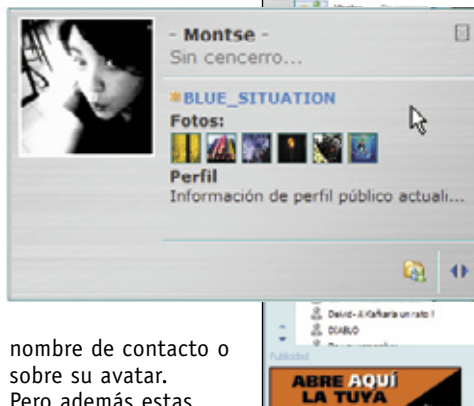 - Montse -
Sin cencerro...
*BLUE_SITUATION
Fotos:
Perfil
Información de perfil público actuali...
David- A Kañaria un rato !
DIABLO
Publicidad
nombre de contacto o
sobre su avatar.
Pero además estas
ABRE AQUÍ
LA TUYA